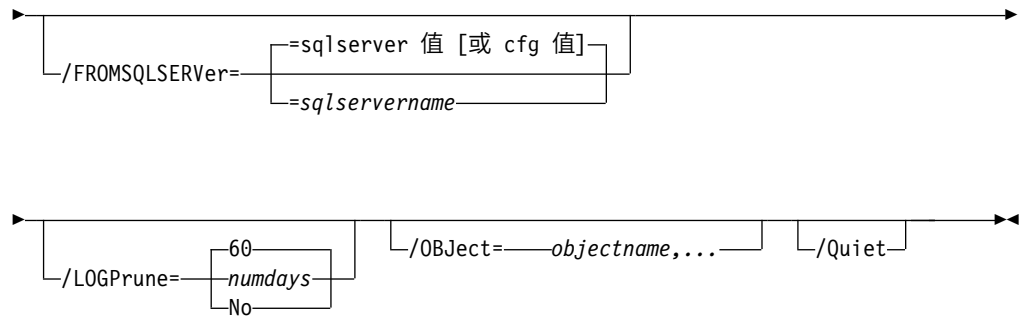 =sqlserver 值 [或 cfg 值]
/FROMSQLSERVer=
=sqlservername
60
/OBJect= objectname,...
/Quiet
/LOGPrune=
numdays
No